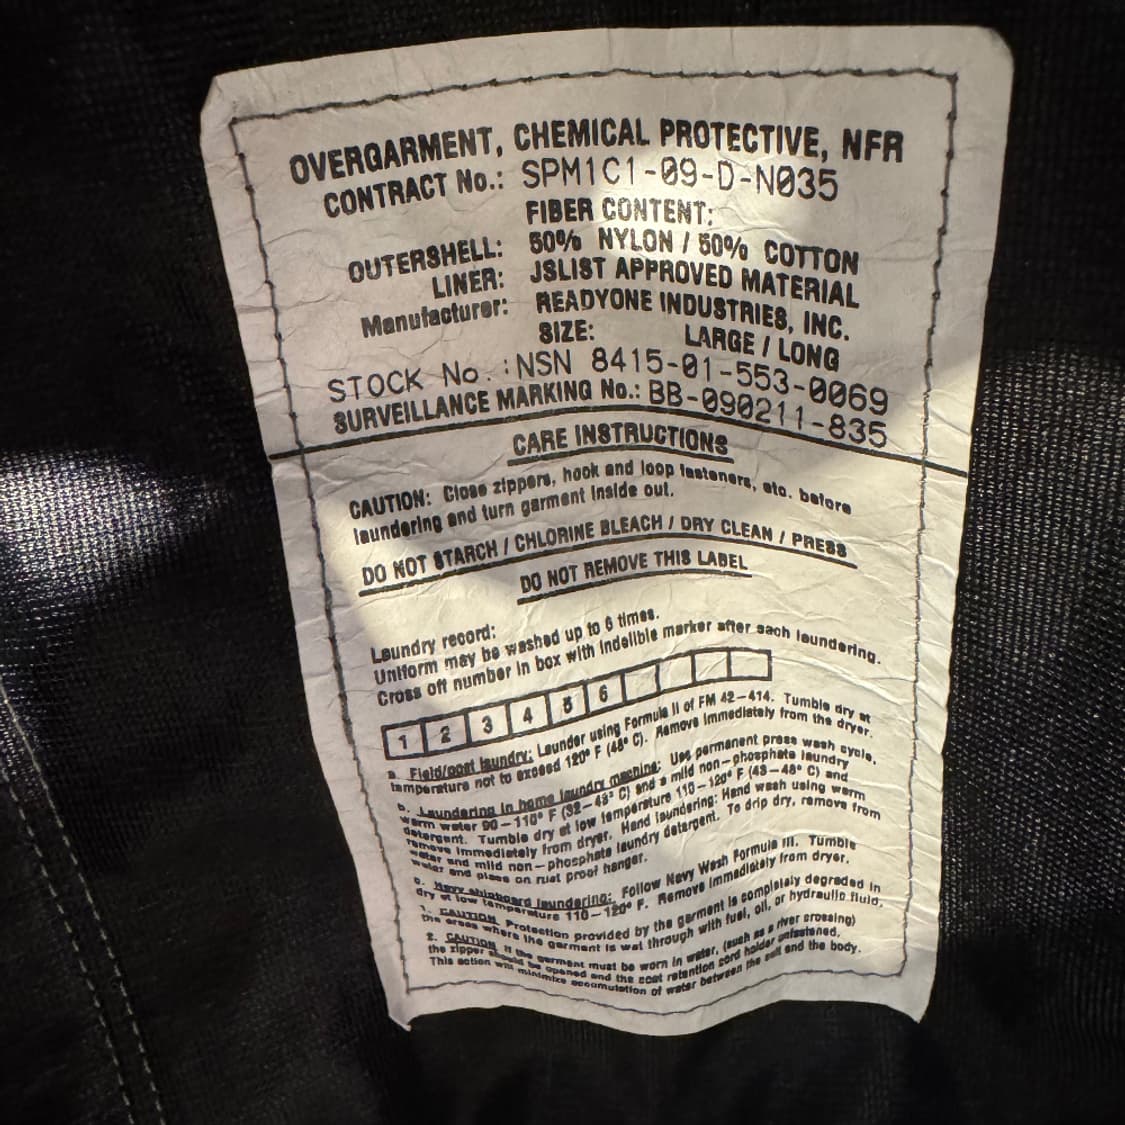 OVERGARMENT, CHEMICAL PROTECTIVE, NFR
CONTRACT No.: SPM1C1-09-D-N035
FIBER CONTENT:
OUTERSHELL: 50% NYLON / 50% COTTON
LINER: JSLIST APPROVED MATERIAL
Manufacturer: READYONE INDUSTRIES, INC.
SIZE: LARGE / LONG
STOCK No. : NSN 8415-01-553-0069
SURVEILLANCE MARKING No.: BB-090211-835
CARE INSTRUCTIONS
CAUTION: Close zippers, hook and loop fasteners, etc. before
laundering and turn garment inside out.
DO NOT STARCH / CHLORINE BLEACH / DRY CLEAN / PRESS
DO NOT REMOVE THIS LABEL
Laundry record:
Uniform may be washed up to 6 times.
Cross off number in box with indelible marker after each laundering.
1 2 3 4 5 6
a. Field/post laundry: Launder using Formula II of FM 42-414. Tumble dry at
temperature not to exceed 120° F (48° C). Remove immediately from the dryer.
b. Laundering in home laundry machine: Use permanent press wash cycle,
warm water 90-110° F (32-43° C) and a mild non-phosphate laundry
detergent. Tumble dry at low temperature 110-120° F (43-48° C) and
remove immediately from dryer. Hand laundering: Hand wash using warm
water and mild non-phosphate laundry detergent. To drip dry, remove from
water and place on rust proof hanger.
c. Navy shipboard laundering: Follow Navy Wash Formula III. Tumble
dry at low temperature 110-120° F. Remove immediately from dryer.
1. CAUTION Protection provided by the garment is completely degraded in
the areas where the garment is wet through with fuel, oil, or hydraulic fluid.
2. CAUTION If the garment must be worn in water, (such as a river crossing)
the zipper should be opened and the coat retention cord holder unfastened.
This action will minimize accumulation of water between the suit and the body.